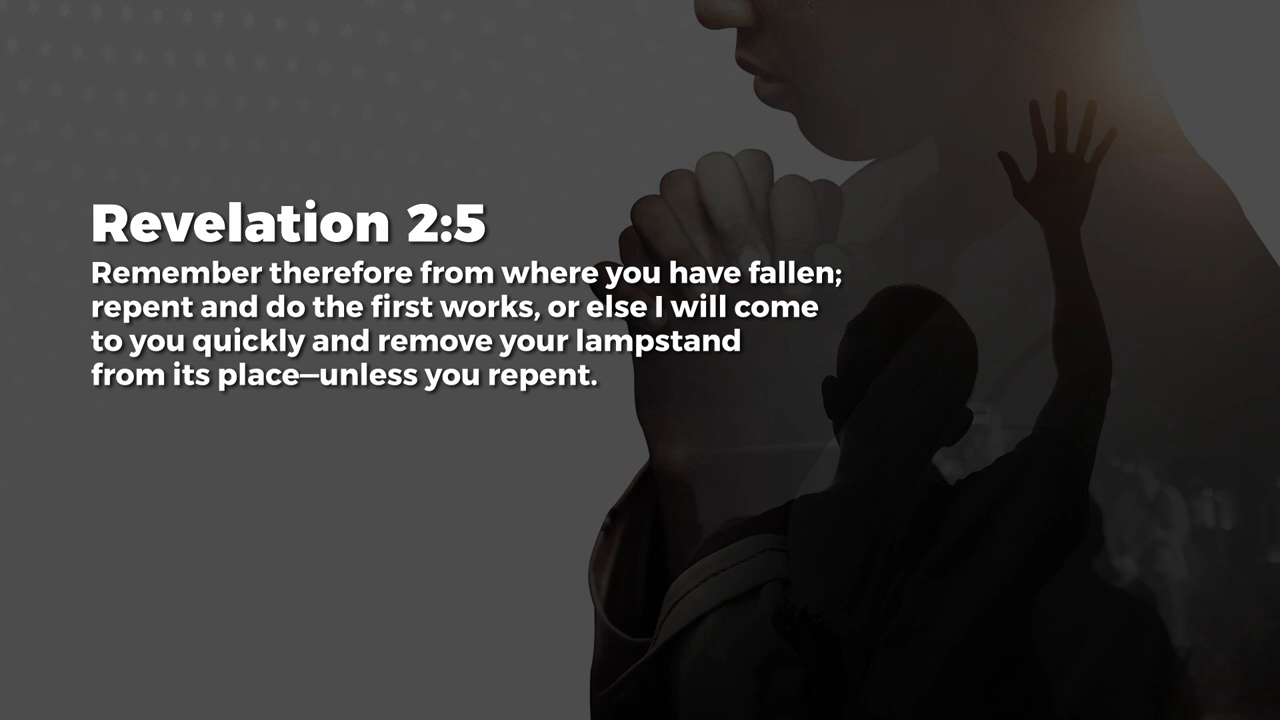 Revelation 2:5
Remember therefore from where you have fallen;
repent and do the first works, or else I will come
to you quickly and remove your lampstand
from its place—unless you repent.